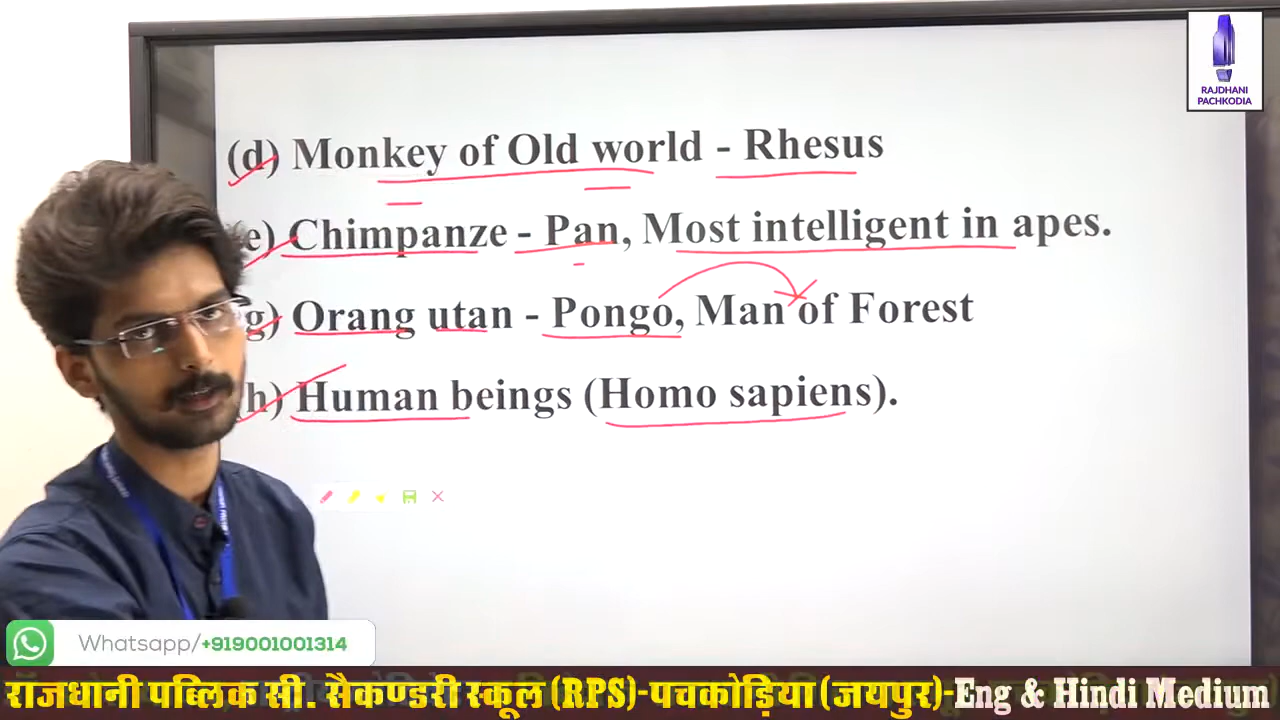 RAJDHANI
PACHKODIA
(d) Monkey of Old world - Rhesus
(e) Chimpanze - Pan, Most intelligent in apes.
g) Orang utan - Pongo, Man of Forest
(h) Human beings (Homo sapiens).
Whatsapp/+919001001314
राजधानी पब्लिक सी. सैकण्डरी स्कूल (RPS)-पचकोड़िया (जयपुर)- Eng & Hindi Medium